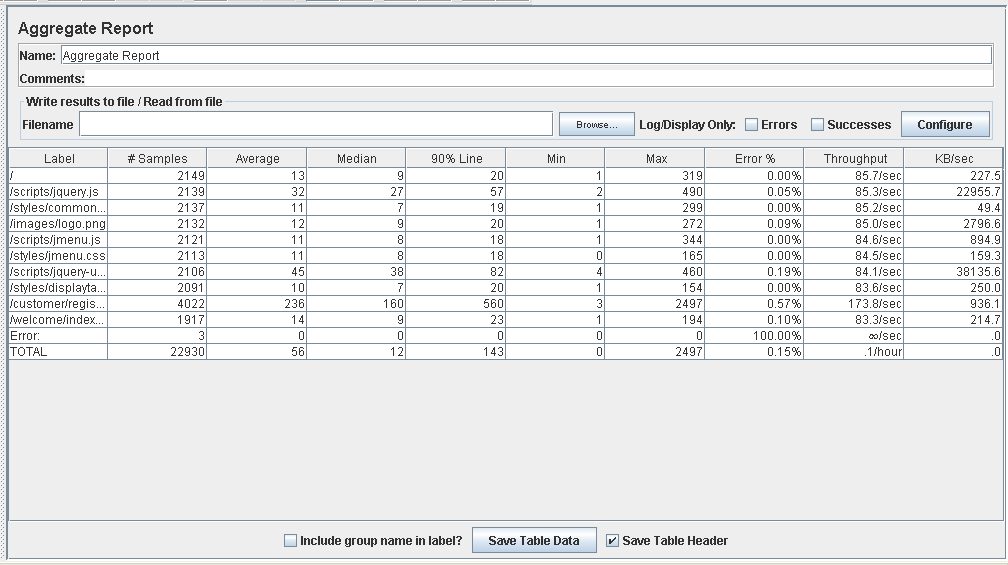 Aggregate Report
Name: Aggregate Report
Comments:
Write results to file / Read from file
Filename Browse... Log/Display Only: Errors Successes Configure
Label # Samples Average Median 90% Line Min Max Error % Throughput KB/sec
/ 2149 13 9 20 1 319 0.00% 85.7/sec 227.5
/scripts/jquery.js 2139 32 27 57 2 490 0.05% 85.3/sec 22955.7
/styles/common... 2137 11 7 19 1 299 0.00% 85.2/sec 49.4
/images/logo.png 2132 12 9 20 1 272 0.09% 85.0/sec 2796.6
/scripts/jmenu.js 2121 11 8 18 1 344 0.00% 84.6/sec 894.9
/styles/jmenu.css 2113 11 8 18 0 165 0.00% 84.5/sec 159.3
/scripts/jquery-u... 2106 45 38 82 4 460 0.19% 84.1/sec 38135.6
/styles/displayta... 2091 10 7 20 1 154 0.00% 83.6/sec 250.0
/customer/regis... 4022 236 160 560 3 2497 0.57% 173.8/sec 936.1
/welcome/index... 1917 14 9 23 1 194 0.10% 83.3/sec 214.7
Error: 3 0 0 0 0 0 100.00% ∞/sec .0
TOTAL 22930 56 12 143 0 2497 0.15% .1/hour .0
Include group name in label? Save Table Data Save Table Header